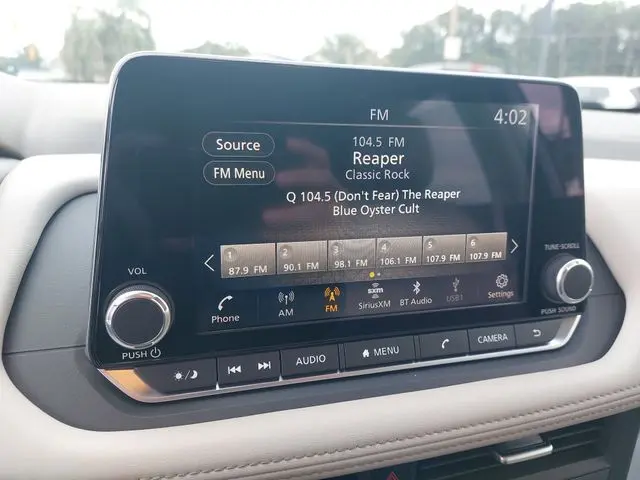 FM
4:02
104.5 FM
Source
Reaper
Classic Rock
FM Menu
Q 104.5 (Don't Fear) The Reaper
Blue Oyster Cult
1 2 3 4 5 6
87.9 FM 90.1 FM 98.1 FM 106.1 FM 107.9 FM 107.9 FM
Phone AM FM sxm SiriusXM BT Audio USB1 Settings
VOL
PUSH
TUNE-SCROLL
PUSH SOUND
AUDIO MENU CAMERA